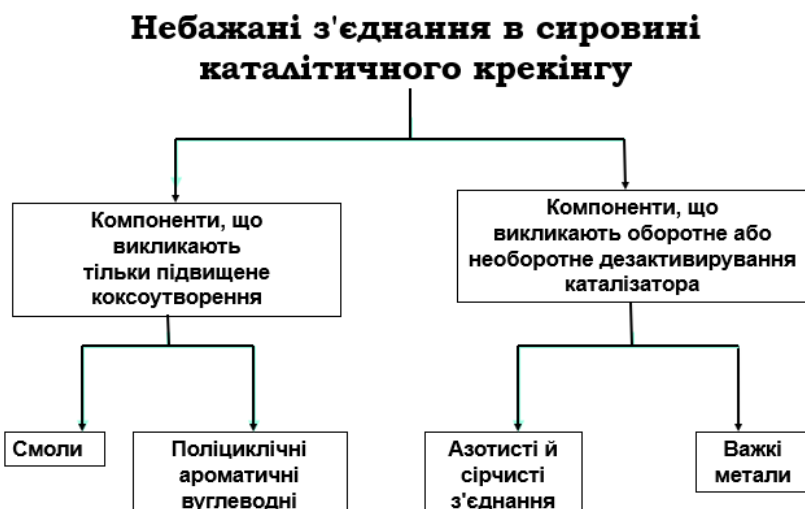 Небажані з'єднання в сировині
каталітичного крекінгу
Компоненти, що
викликають
тільки підвищене
коксоутворення
Компоненти, що
викликають оборотне або
необоротне дезактивирування
каталізатора
Смоли
Поліциклічні
ароматичні
вуглеводні
Азотисті й
сірчисті
з'єднання
Важкі
метали